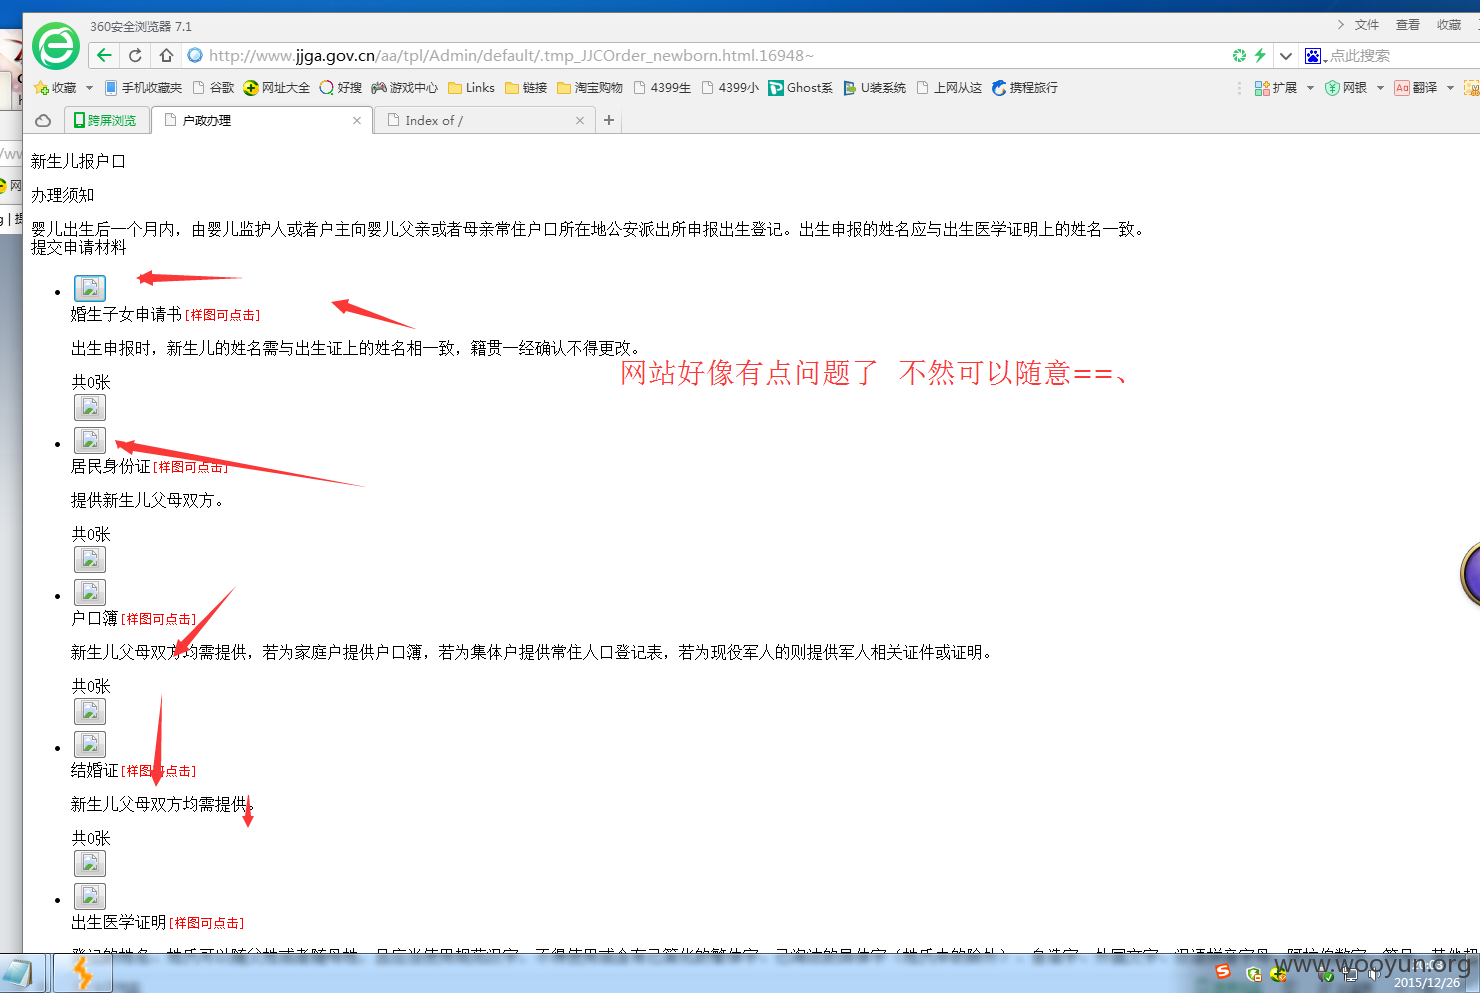 360安全浏览器 7.1
文件 查看 收藏
http://www.jjga.gov.cn/aa/tpl/Admin/default/.tmp_JJCOrder_newborn.html.16948~
点此搜索
收藏 手机收藏夹 谷歌 网址大全 好搜 游戏中心 Links 链接 淘宝购物 4399生 4399小 Ghost系 U装系统 上网从这 携程旅行 扩展 网银 翻译
跨屏浏览 户政办理 Index of /
新生儿报户口
办理须知
婴儿出生后一个月内，由婴儿监护人或者户主向婴儿父亲或者母亲常住户口所在地公安派出所申报出生登记。出生申报的姓名应与出生医学证明上的姓名一致。
提交申请材料
婚生子女申请书[样图可点击]
出生申报时，新生儿的姓名需与出生证上的姓名相一致，籍贯一经确认不得更改。
网站好像有点问题了 不然可以随意==、
共0张
居民身份证[样图可点击]
提供新生儿父母双方。
共0张
户口簿[样图可点击]
新生儿父母双方均需提供，若为家庭户提供户口簿，若为集体户提供常住人口登记表，若为现役军人的则提供军人相关证件或证明。
共0张
结婚证[样图可点击]
新生儿父母双方均需提供。
共0张
出生医学证明[样图可点击]
www.wooyun.org
20:03
2015/12/26